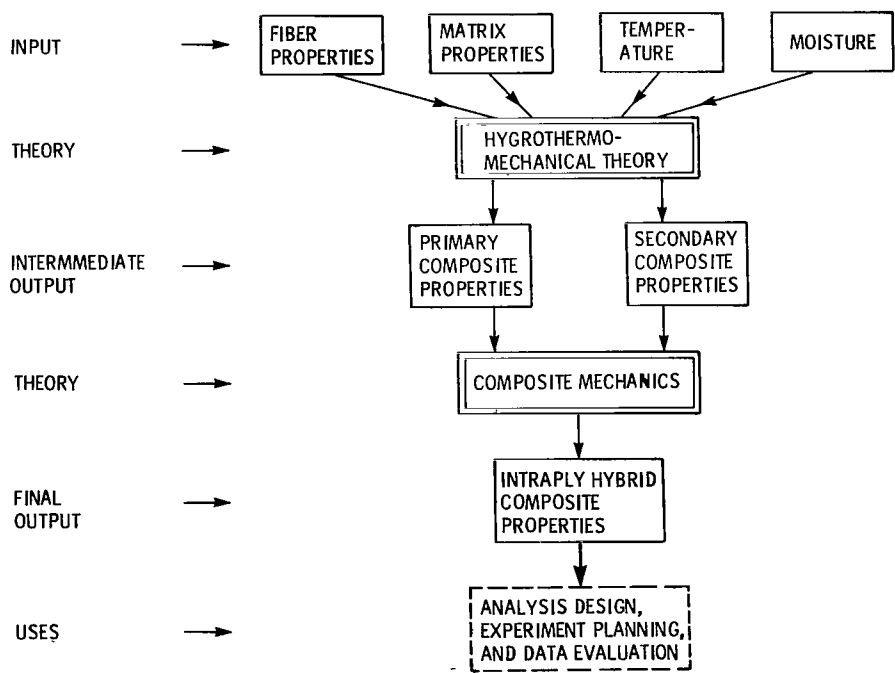 INPUT
FIBER
PROPERTIES
MATRIX
PROPERTIES
TEMPER-
ATURE
MOISTURE
THEORY
HYGROTHERMO-
MECHANICAL THEORY
INTERMMEDIATE
OUTPUT
PRIMARY
COMPOSITE
PROPERTIES
SECONDARY
COMPOSITE
PROPERTIES
THEORY
COMPOSITE MECHANICS
FINAL
OUTPUT
INTRAPLY HYBRID
COMPOSITE
PROPERTIES
USES
ANALYSIS DESIGN,
EXPERIMENT PLANNING,
AND DATA EVALUATION